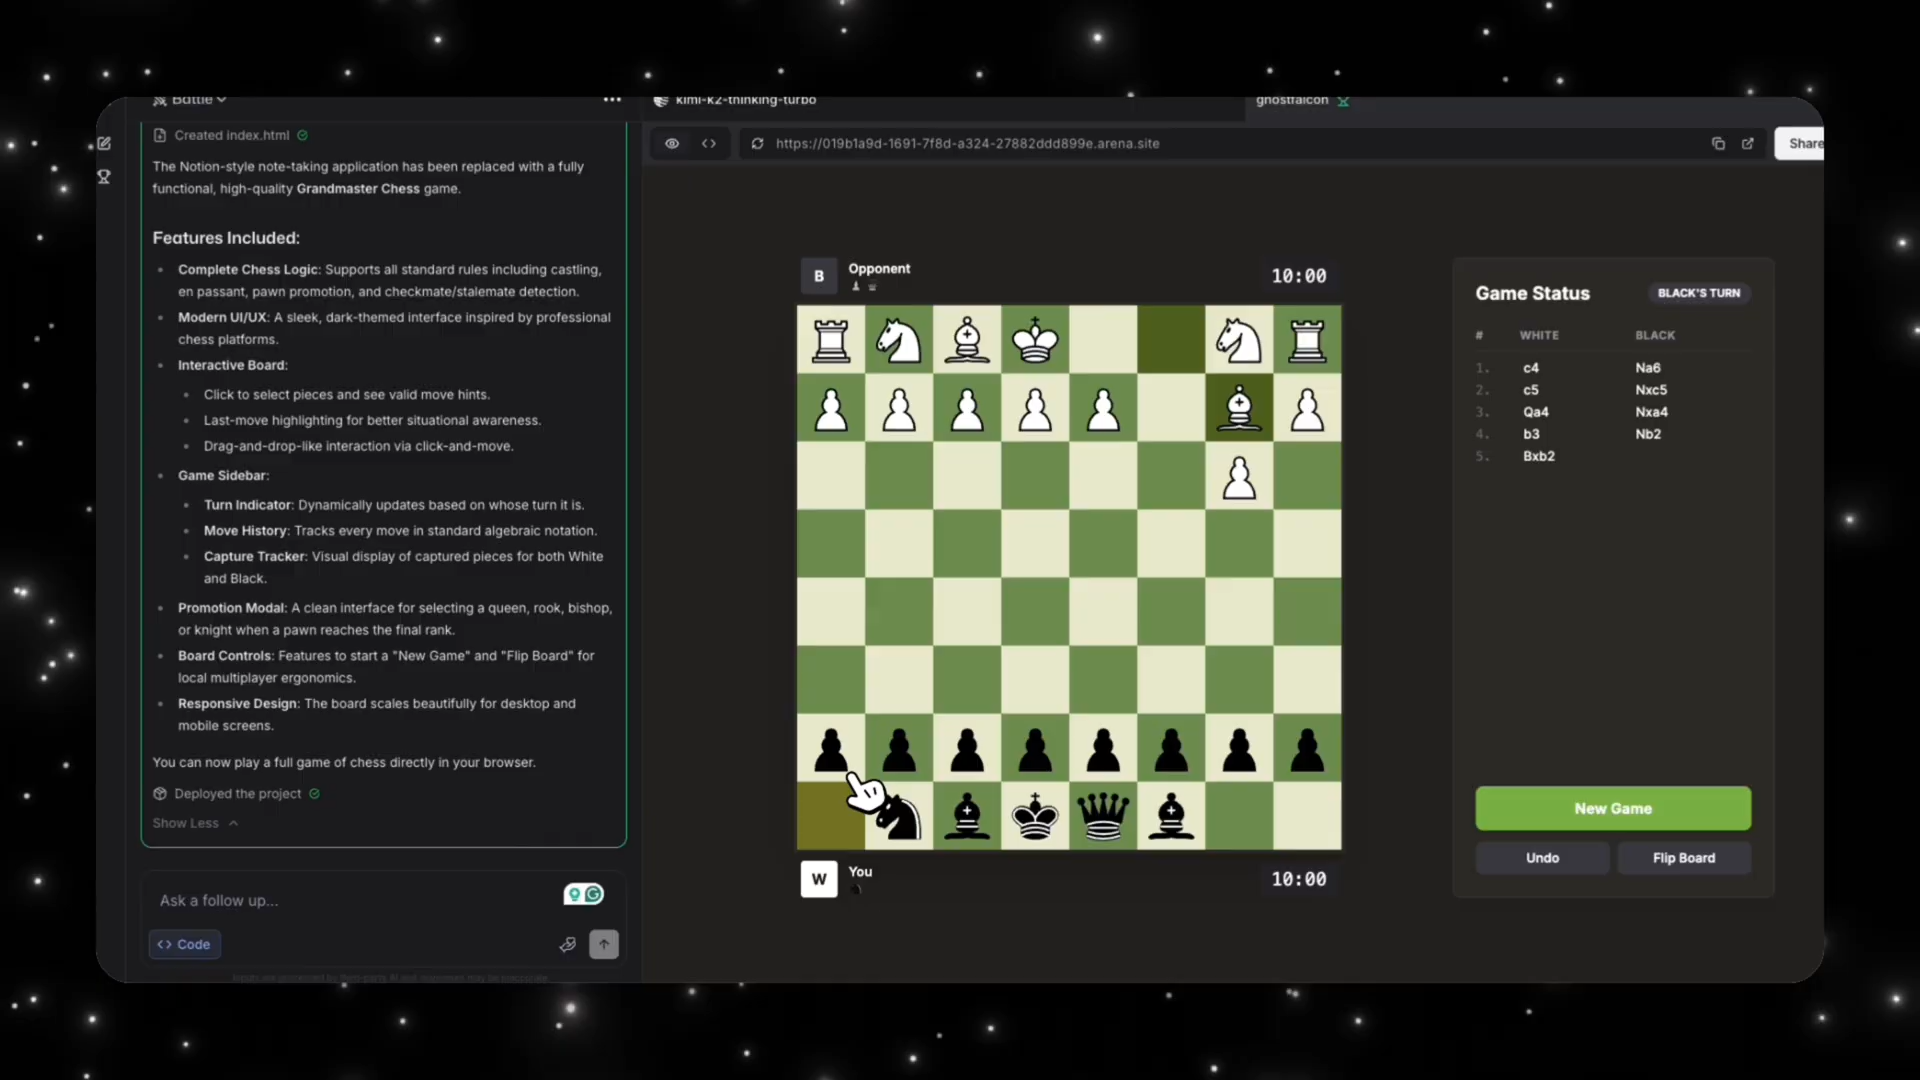 Battle
kimi-k2-thinking-turbo
ghostfalcon
Created index.html
https://019b1a9d-1691-7f8d-a324-27882ddd899e.arena.site
Share
The Notion-style note-taking application has been replaced with a fully
functional, high-quality Grandmaster Chess game.
Features Included:
Complete Chess Logic: Supports all standard rules including castling,
en passant, pawn promotion, and checkmate/stalemate detection.
Modern UI/UX: A sleek, dark-themed interface inspired by professional
chess platforms.
Interactive Board:
Click to select pieces and see valid move hints.
Last-move highlighting for better situational awareness.
Drag-and-drop-like interaction via click-and-move.
Game Sidebar:
Turn Indicator: Dynamically updates based on whose turn it is.
Move History: Tracks every move in standard algebraic notation.
Capture Tracker: Visual display of captured pieces for both White
and Black.
Promotion Modal: A clean interface for selecting a queen, rook, bishop,
or knight when a pawn reaches the final rank.
Board Controls: Features to start a "New Game" and "Flip Board" for
local multiplayer ergonomics.
Responsive Design: The board scales beautifully for desktop and
mobile screens.
You can now play a full game of chess directly in your browser.
Deployed the project
Show Less
Ask a follow up...
Code
B Opponent 10:00
W You 10:00
Game Status BLACK'S TURN
# WHITE BLACK
1. c4 Na6
2. c5 Nxc5
3. Qa4 Nxa4
4. b3 Nb2
5. Bxb2
New Game
Undo Flip Board